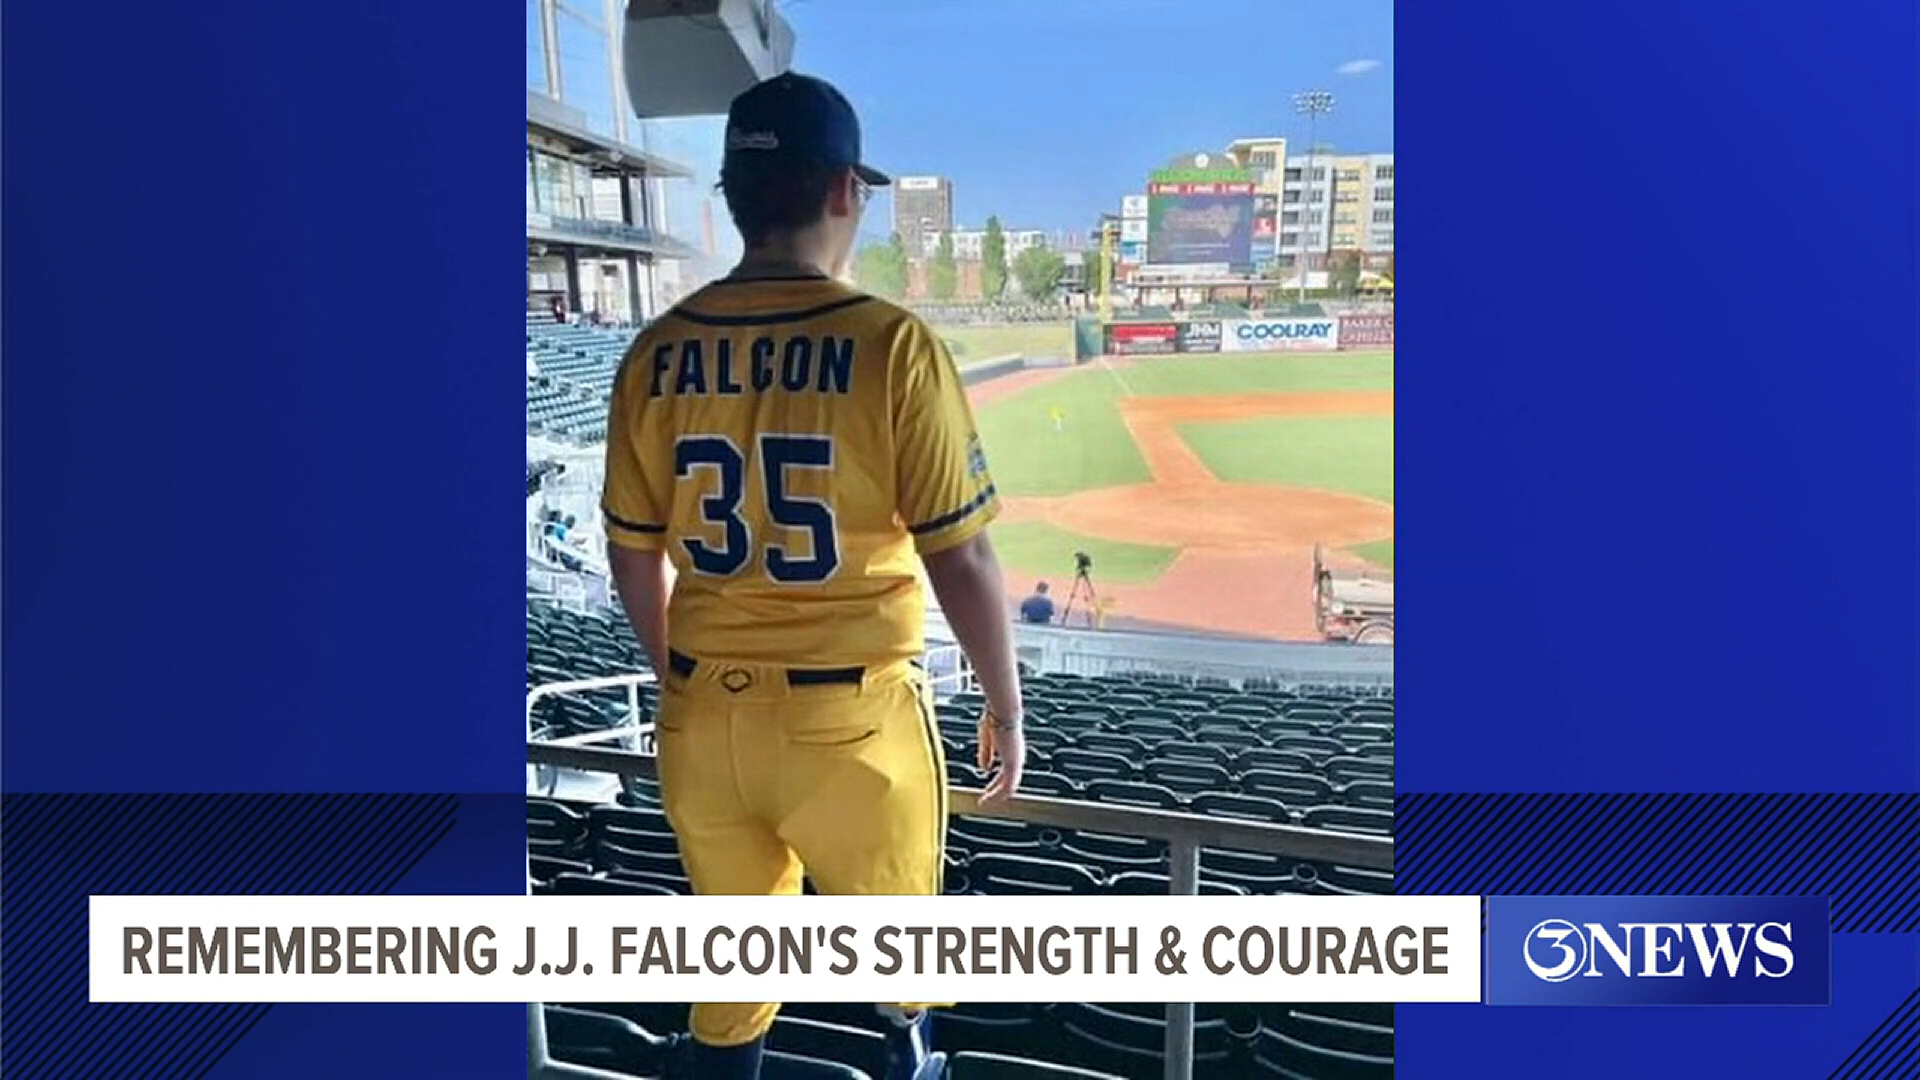 FALCON
35
COOLRAY
REMEMBERING J.J. FALCON'S STRENGTH & COURAGE
3NEWS